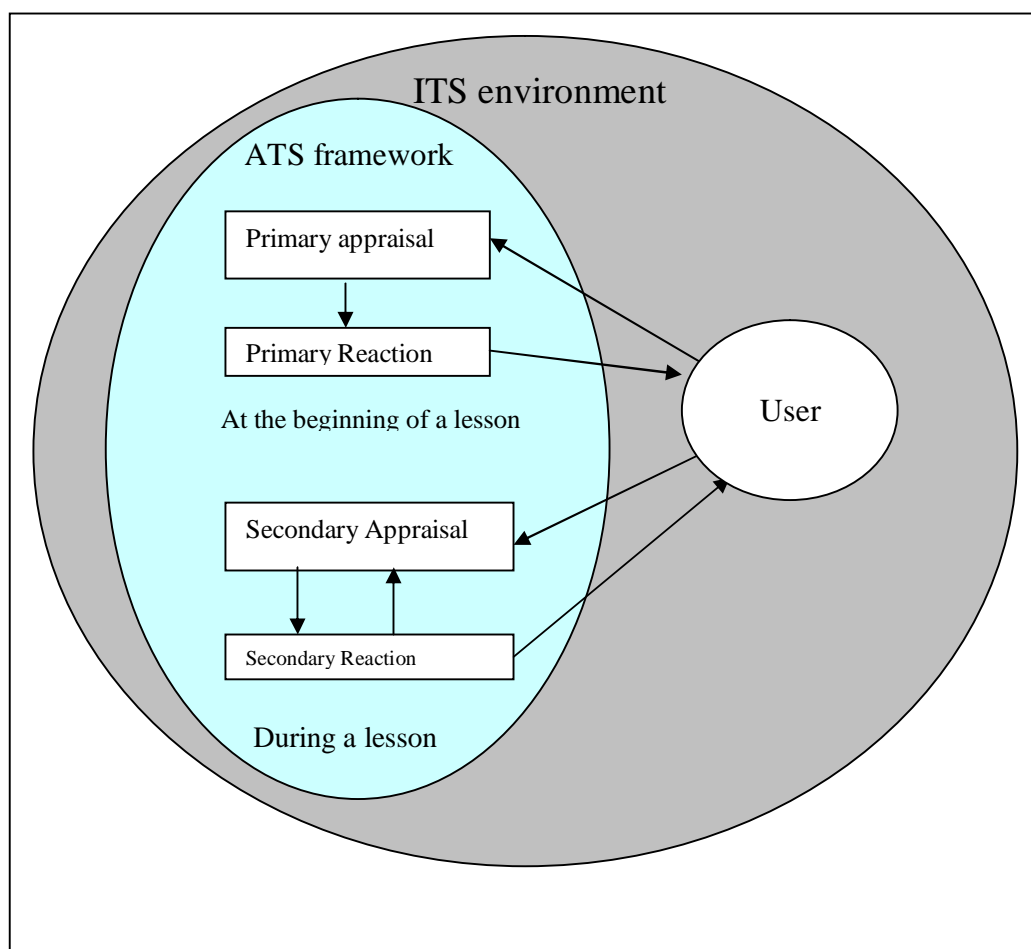 ITS environment
ATS framework
Primary appraisal
Primary Reaction
At the beginning of a lesson
User
Secondary Appraisal
Secondary Reaction
During a lesson